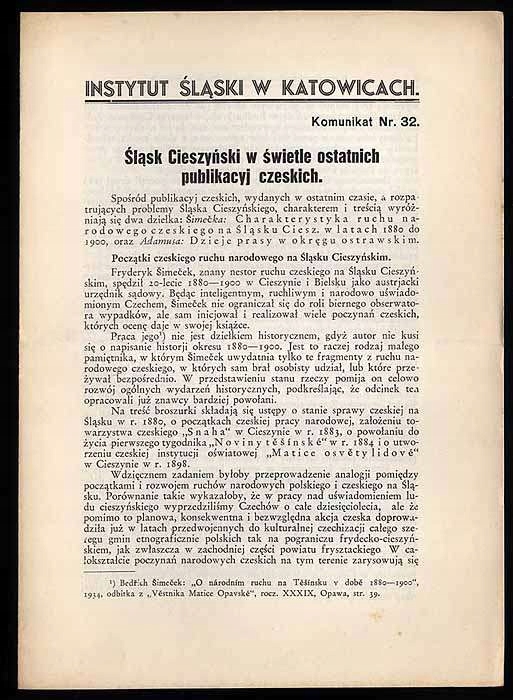 INSTYTUT ŚLĄSKI W KATOWICACH.
Komunikat Nr. 32.
Śląsk Cieszyński w świetle ostatnich
publikacyj czeskich.
Spośród publikacyj czeskich, wydanych w ostatnim czasie, a rozpa-
trujących problemy Śląska Cieszyńskiego, charakterem i treścią wyróż-
niają się dwa dziełka: Šimečka: Charakterystyka ruchu na-
rodowego czeskiego na Śląsku Ciesz. w latach 1880 do
1900, oraz Adamusa: Dzieje prasy w okręgu ostrawskim.
Początki czeskiego ruchu narodowego na Śląsku Cieszyńskim.
Fryderyk Šimeček, znany nestor ruchu czeskiego na Śląsku Cieszyń-
skim, spędził 20-lecie 1880—1900 w Cieszynie i Bielsku jako austrjacki
urzędnik sądowy. Będąc inteligentnym, ruchliwym i narodowo uświado-
mionym Czechem, Šimeček nie ograniczał się do roli biernego obserwato-
ra wypadków, ale sam inicjował i realizował wiele poczynań czeskich,
których ocenę daje w swojej książce.
Praca jego¹) nie jest dziełkiem historycznem, gdyż autor nie kusi
się o napisanie historji okresu 1880—1900. Jest to raczej rodzaj małego
pamiętnika, w którym Šimeček uwydatnia tylko te fragmenty z ruchu na-
rodowego czeskiego, w których sam brał osobisty udział, lub które prze-
żywał bezpośrednio. W przedstawieniu stanu rzeczy pomija on celowo
rozwój ogólnych wydarzeń historycznych, podkreślając, że odcinek ten
opracowali już znawcy bardziej powołani.
Na treść broszurki składają się ustępy o stanie sprawy czeskiej na
Śląsku w r. 1880, o początkach czeskiej pracy narodowej, założeniu to-
warzystwa czeskiego „Snaha" w Cieszynie w r. 1883, o powołaniu do
życia pierwszego tygodnika „Noviny těšínské" w r. 1884 i o utwo-
rzeniu czeskiej instytucji oświatowej „Matice osvěty lidové"
w Cieszynie w r. 1898.
Wdzięcznem zadaniem byłoby przeprowadzenie analogji pomiędzy
początkami i rozwojem ruchów narodowych polskiego i czeskiego na Ślą-
sku. Porównanie takie wykazałoby, że w pracy nad uświadomieniem lu-
du cieszyńskiego wyprzedziliśmy Czechów o całe dziesięciolecia, ale że
pomimo to planowa, konsekwentna i bezwzględna akcja czeska doprowa-
dziła już w latach przedwojennych do kulturalnej czechizacji całego sze-
regu gmin etnograficznie polskich tak na pograniczu frydecko-cieszyń-
skiem, jak zwłaszcza w zachodniej części powiatu frysztackiego. W ca-
łokształcie poczynań narodowych czeskich na tym terenie zarysowują się
¹) Bedřich Šimeček: „O národním ruchu na Těšínsku v době 1880—1900",
1934, odbitka z „Věstnika Matice Opavské", rocz. XXXIX, Opawa, str. 39.